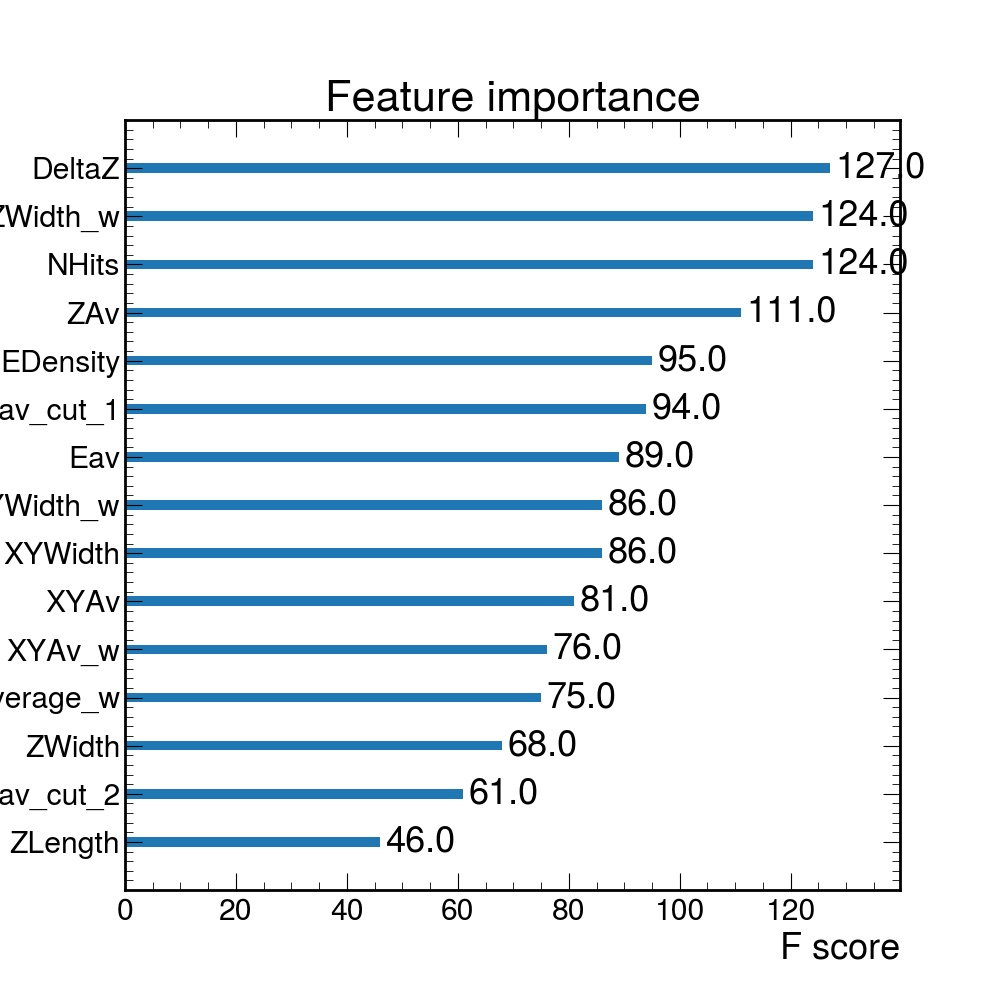 Feature importance
DeltaZ 127.0
ZWidth_w 124.0
NHits 124.0
ZAv 111.0
EDensity 95.0
av_cut_1 94.0
Eav 89.0
YWidth_w 86.0
XYWidth 86.0
XYAv 81.0
XYAv_w 76.0
verage_w 75.0
ZWidth 68.0
av_cut_2 61.0
ZLength 46.0
0 20 40 60 80 100 120
F score